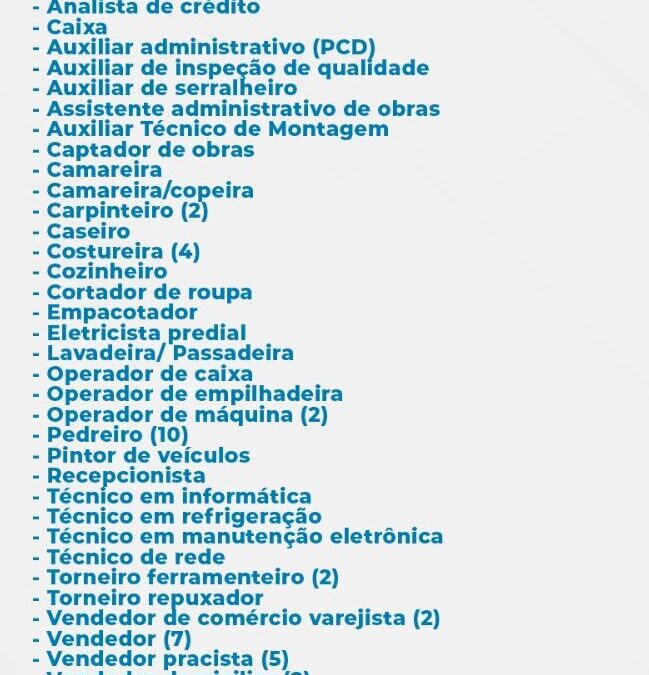 - Analista de crédito
- Caixa
- Auxiliar administrativo (PCD)
- Auxiliar de inspeção de qualidade
- Auxiliar de serralheiro
- Assistente administrativo de obras
- Auxiliar Técnico de Montagem
- Captador de obras
- Camareira
- Camareira/copeira
- Carpinteiro (2)
- Caseiro
- Costureira (4)
- Cozinheiro
- Cortador de roupa
- Empacotador
- Eletricista predial
- Lavadeira/ Passadeira
- Operador de caixa
- Operador de empilhadeira
- Operador de máquina (2)
- Pedreiro (10)
- Pintor de veículos
- Recepcionista
- Técnico em informática
- Técnico em refrigeração
- Técnico em manutenção eletrônica
- Técnico de rede
- Torneiro ferramenteiro (2)
- Torneiro repuxador
- Vendedor de comércio varejista (2)
- Vendedor (7)
- Vendedor pracista (5)